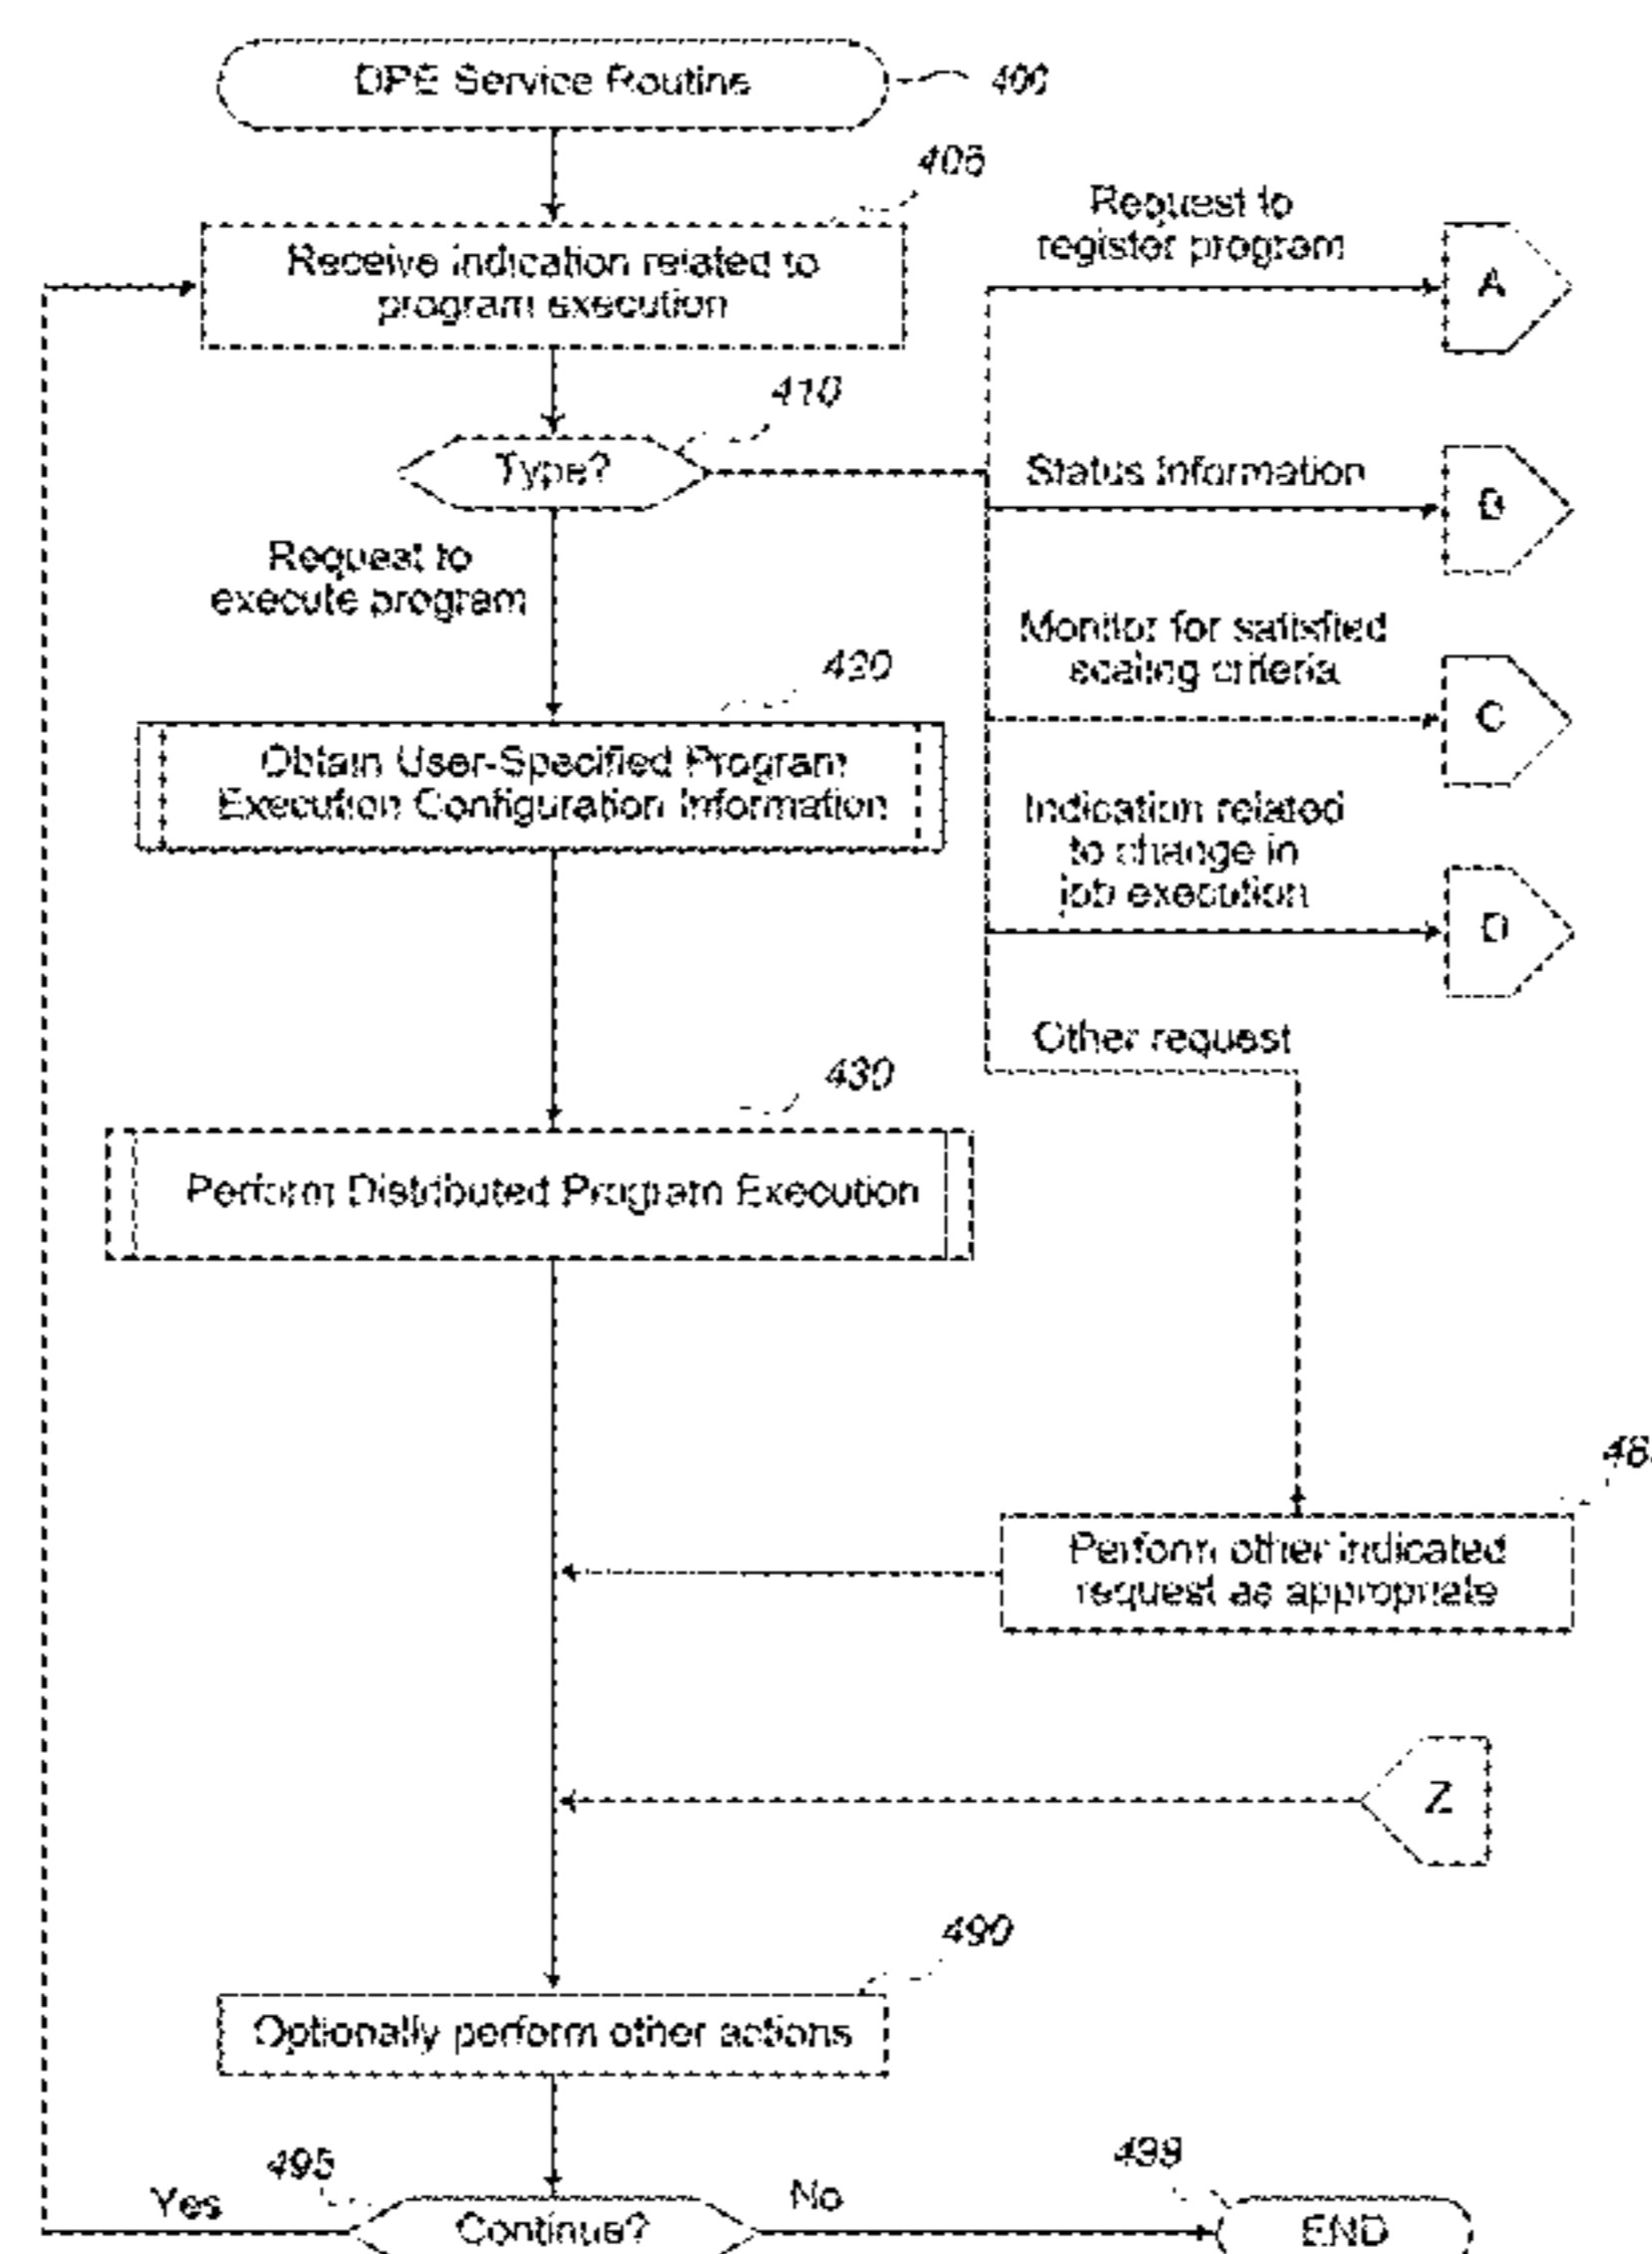 DPE Service Routine
400
405
Receive indication related to
program execution
Request to
register program
A
410
Type?
Status Information
B
Request to
execute program
Monitor for satisfied
scaling criteria
C
420
Obtain User-Specified Program
Execution Configuration Information
Indication related
to change in
job execution
D
Other request
430
Perform Distributed Program Execution
Perform other indicated
request as appropriate
Z
490
Optionally perform other actions
495
Yes
Continue?
No
499
END